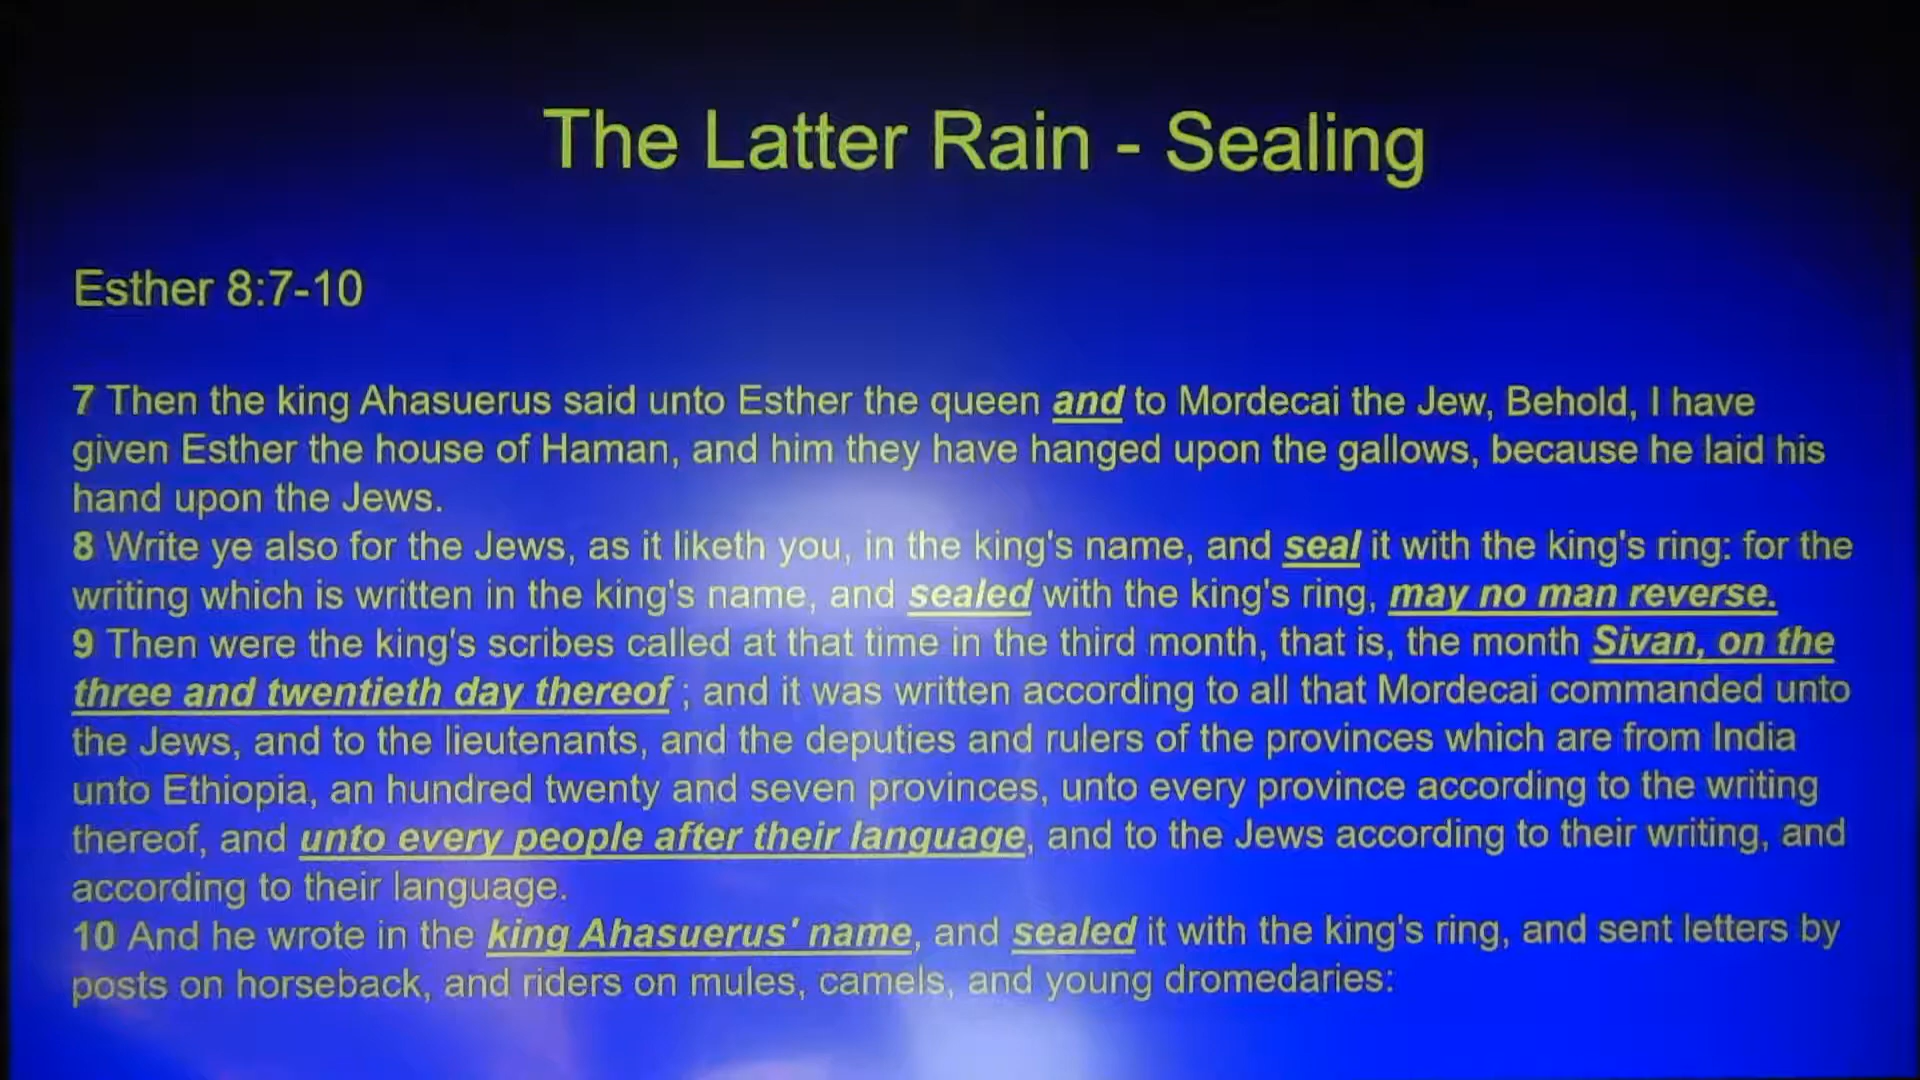 The Latter Rain - Sealing
Esther 8:7-10
7 Then the king Ahasuerus said unto Esther the queen and to Mordecai the Jew, Behold, I have
given Esther the house of Haman, and him they have hanged upon the gallows, because he laid his
hand upon the Jews.
8 Write ye also for the Jews, as it liketh you, in the king's name, and seal it with the king's ring: for the
writing which is written in the king's name, and sealed with the king's ring, may no man reverse.
9 Then were the king's scribes called at that time in the third month, that is, the month Sivan, on the
three and twentieth day thereof ; and it was written according to all that Mordecai commanded unto
the Jews, and to the lieutenants, and the deputies and rulers of the provinces which are from India
unto Ethiopia, an hundred twenty and seven provinces, unto every province according to the writing
thereof, and unto every people after their language, and to the Jews according to their writing, and
according to their language.
10 And he wrote in the king Ahasuerus' name, and sealed it with the king's ring, and sent letters by
posts on horseback, and riders on mules, camels, and young dromedaries: